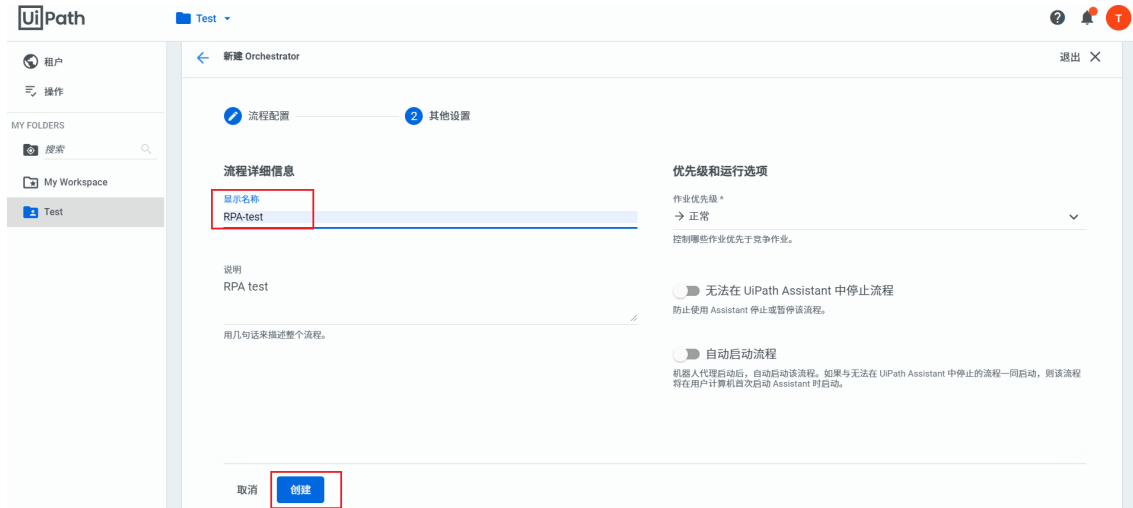 UiPath
Test
T
租户
操作
MY FOLDERS
搜索
My Workspace
Test
新建 Orchestrator
退出
流程配置
2 其他设置
流程详细信息
显示名称
RPA-test
说明
RPA test
用几句话来描述整个流程。
优先级和运行选项
作业优先级 *
→ 正常
控制哪些作业优先于竞争作业。
无法在 UiPath Assistant 中停止流程
防止使用 Assistant 停止或暂停该流程。
自动启动流程
机器人代理启动后，自动启动该流程。如果与无法在 UiPath Assistant 中停止的流程一同启动，则该流程
将在用户计算机首次启动 Assistant 时启动。
取消
创建